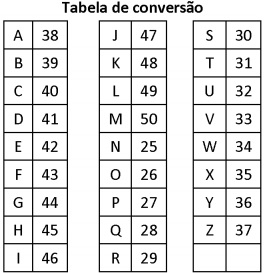 Tabela de conversão
A 38 J 47 S 30
B 39 K 48 T 31
C 40 L 49 U 32
D 41 M 50 V 33
E 42 N 25 W 34
F 43 O 26 X 35
G 44 P 27 Y 36
H 45 Q 28 Z 37
I 46 R 29